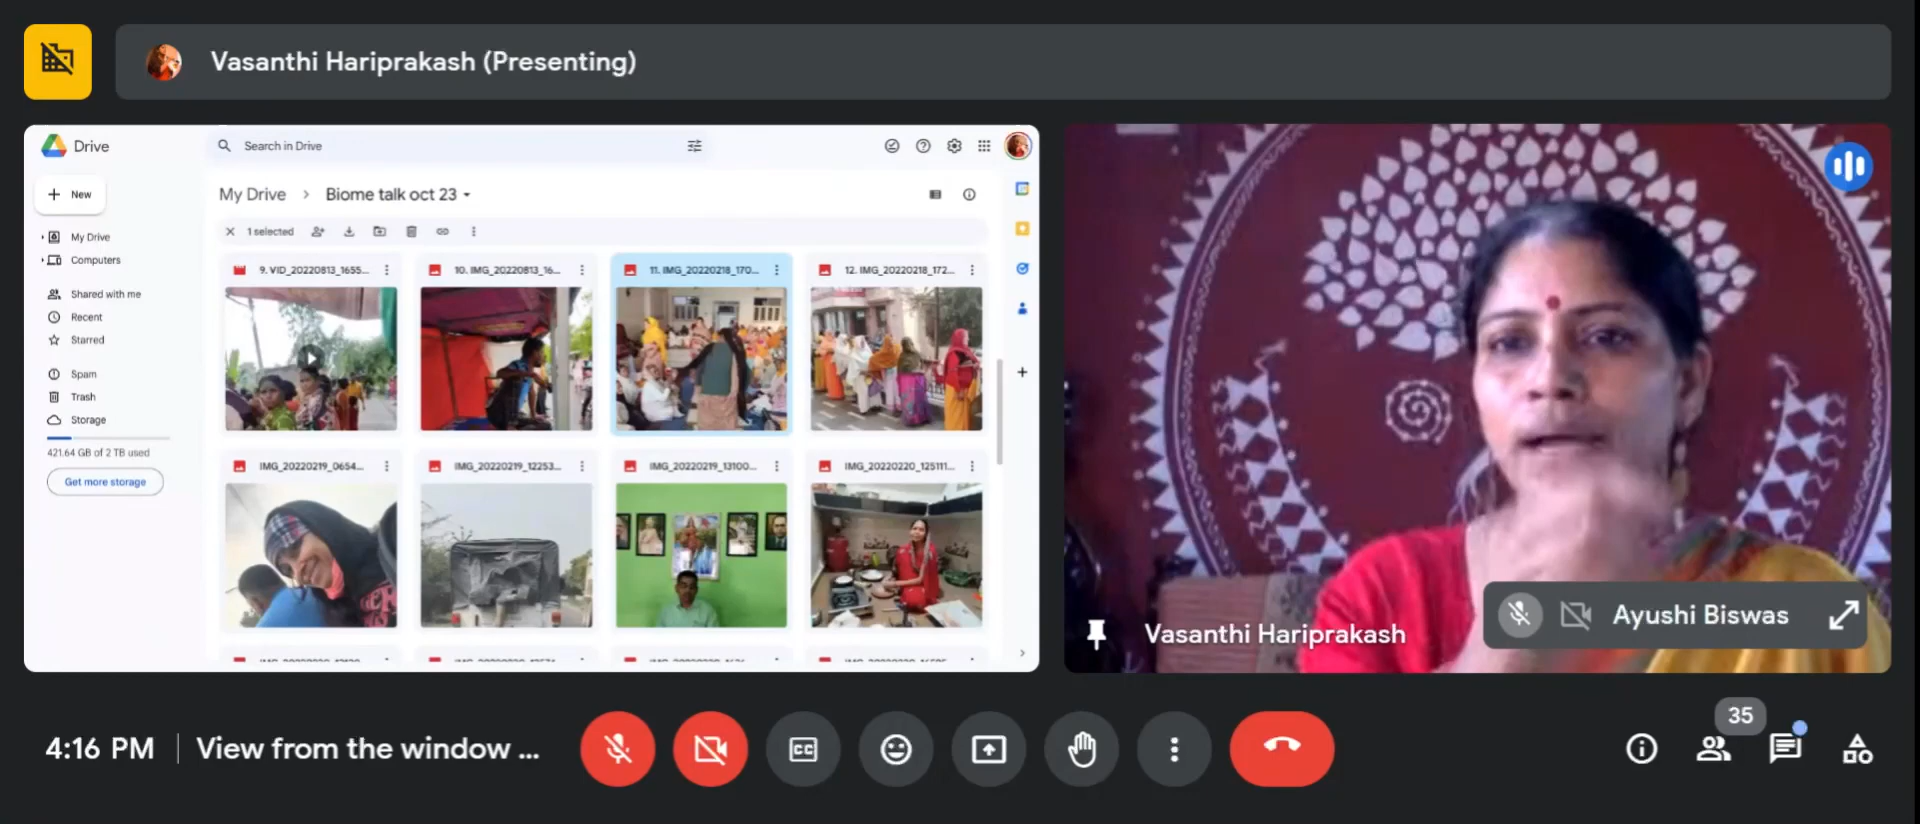 Vasanthi Hariprakash (Presenting)
Drive
Search in Drive
New
My Drive
Computers
Shared with me
Recent
Starred
Spam
Trash
Storage
421.64 GB of 2 TB used
Get more storage
My Drive > Biome talk oct 23
1 selected
9. VID_20220813_1655...
10. IMG_20220813_16...
11. IMG_20220218_170...
12. IMG_20220218_172...
IMG_20220219_0654...
IMG_20220219_12253...
IMG_20220219_13100...
IMG_20220220_125111...
Vasanthi Hariprakash
Ayushi Biswas
4:16 PM | View from the window ...
CC
35